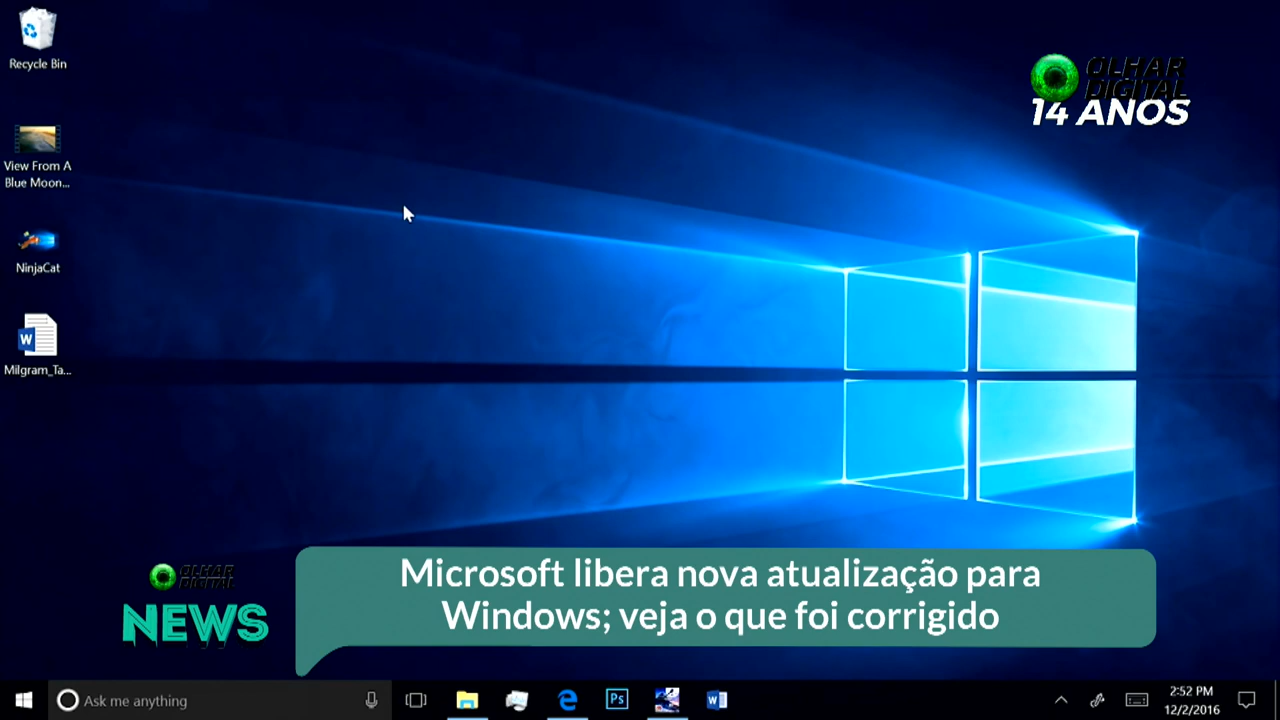 Recycle Bin
OLHAR
DIGITAL
14 ANOS
View From A
Blue Moon...
NinjaCat
W
Milgram_Ta...
OLHAR
DIGITAL
NEWS
Microsoft libera nova atualização para
Windows; veja o que foi corrigido
Ask me anything
Ps
W
2:52 PM
12/2/2016